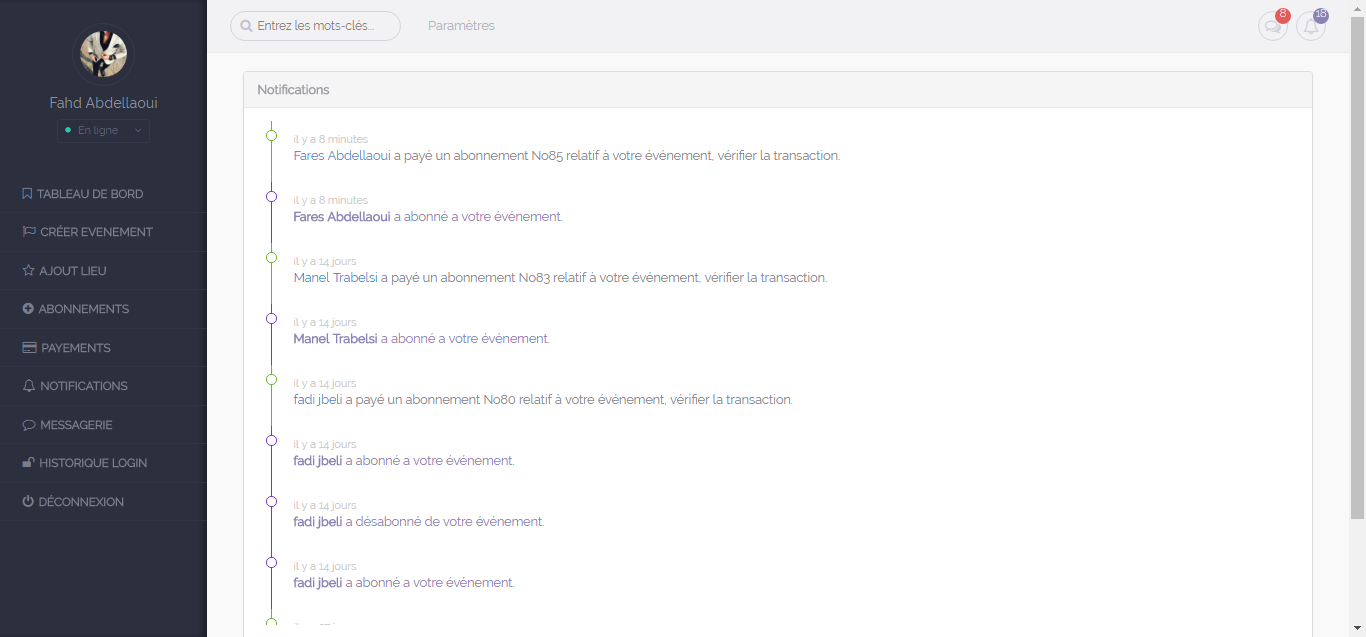 Fahd Abdellaoui
En ligne
TABLEAU DE BORD
CRÉER EVENEMENT
AJOUT LIEU
ABONNEMENTS
PAYEMENTS
NOTIFICATIONS
MESSAGERIE
HISTORIQUE LOGIN
DÉCONNEXION
Entrez les mots-clés...
Paramètres
8
18
Notifications
il y a 8 minutes
Fares Abdellaoui a payé un abonnement No85 relatif à votre événement, vérifier la transaction.
il y a 8 minutes
Fares Abdellaoui a abonné a votre événement.
il y a 14 jours
Manel Trabelsi a payé un abonnement No83 relatif à votre événement, vérifier la transaction.
il y a 14 jours
Manel Trabelsi a abonné a votre événement.
il y a 14 jours
fadi jbeli a payé un abonnement No80 relatif à votre événement, vérifier la transaction.
il y a 14 jours
fadi jbeli a abonné a votre événement.
il y a 14 jours
fadi jbeli a désabonné de votre événement.
il y a 14 jours
fadi jbeli a abonné a votre événement.